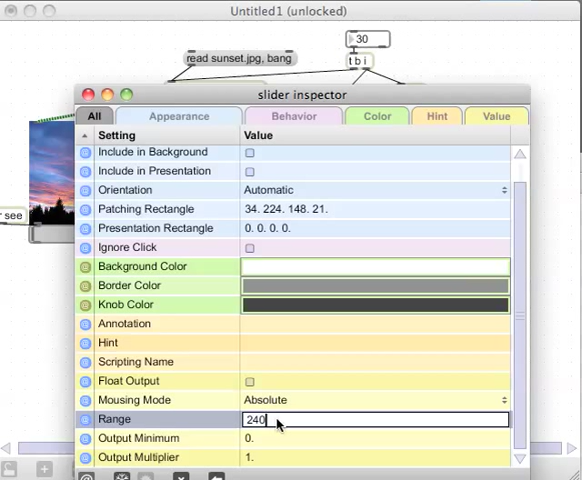 Untitled1 (unlocked)
30
read sunset.jpg, bang
t b i
slider inspector
All Appearance Behavior Color Hint Value
Setting Value
Include in Background
Include in Presentation
Orientation Automatic
Patching Rectangle 34. 224. 148. 21.
Presentation Rectangle 0. 0. 0. 0.
r see
Ignore Click
Background Color
Border Color
Knob Color
Annotation
Hint
Scripting Name
Float Output
Mousing Mode Absolute
Range 240
Output Minimum 0.
Output Multiplier 1.